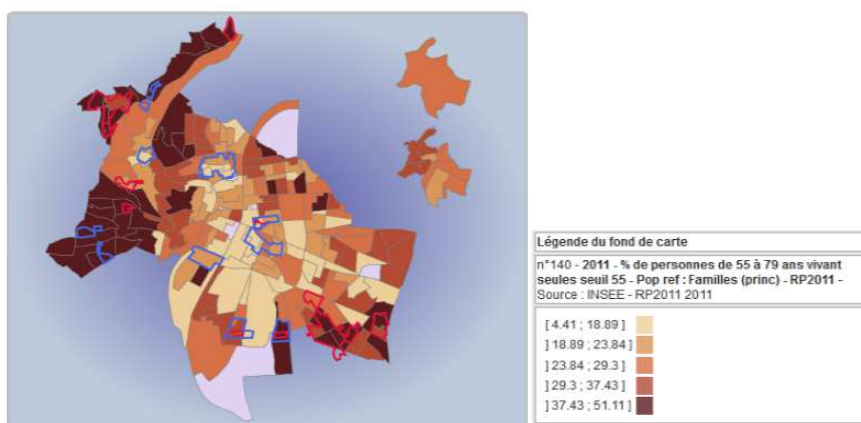 Légende du fond de carte
n°140 - 2011 - % de personnes de 55 à 79 ans vivant
seules seuil 55 - Pop ref : Familles (princ) - RP2011 -
Source : INSEE - RP2011 2011
[ 4.41 ; 18.89 ]
] 18.89 ; 23.84 ]
] 23.84 ; 29.3 ]
] 29.3 ; 37.43 ]
] 37.43 ; 51.11 ]